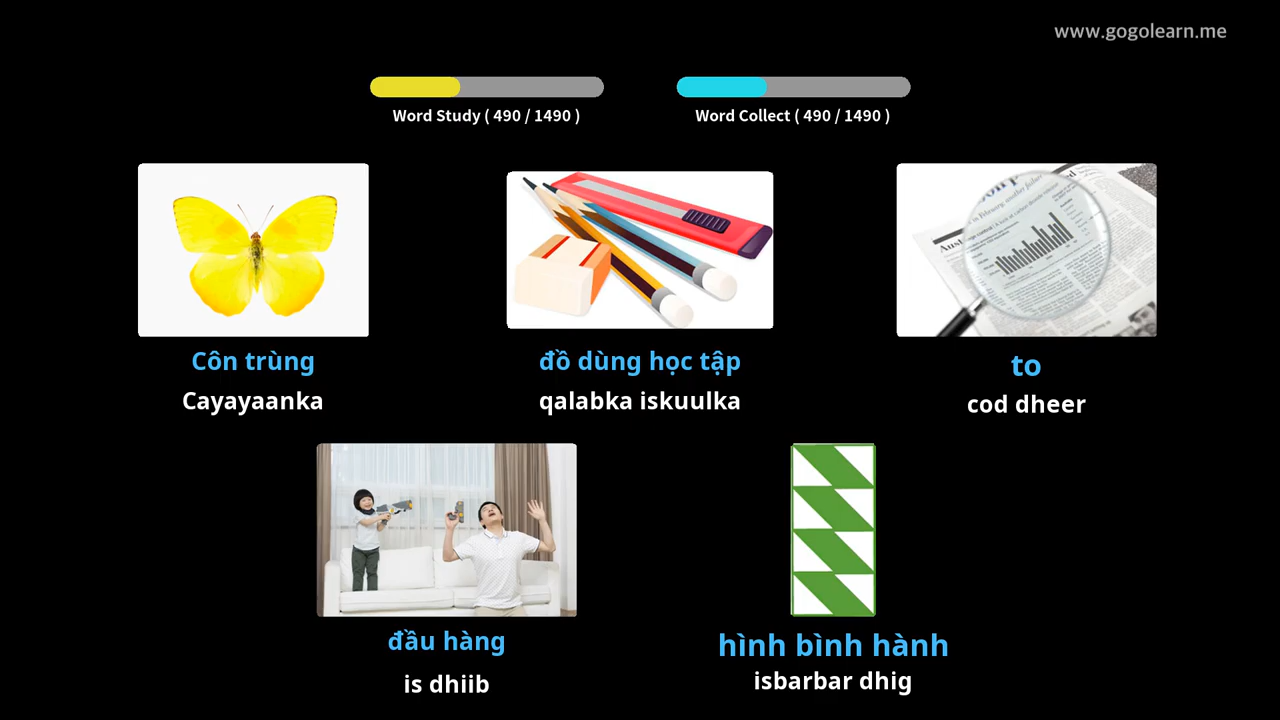 www.gogolearn.me
Word Study ( 490 / 1490 )
Word Collect ( 490 / 1490 )
Côn trùng
Cayayaanka
đồ dùng học tập
qalabka iskuulka
to
cod dheer
đầu hàng
is dhiib
hình bình hành
isbarbar dhig